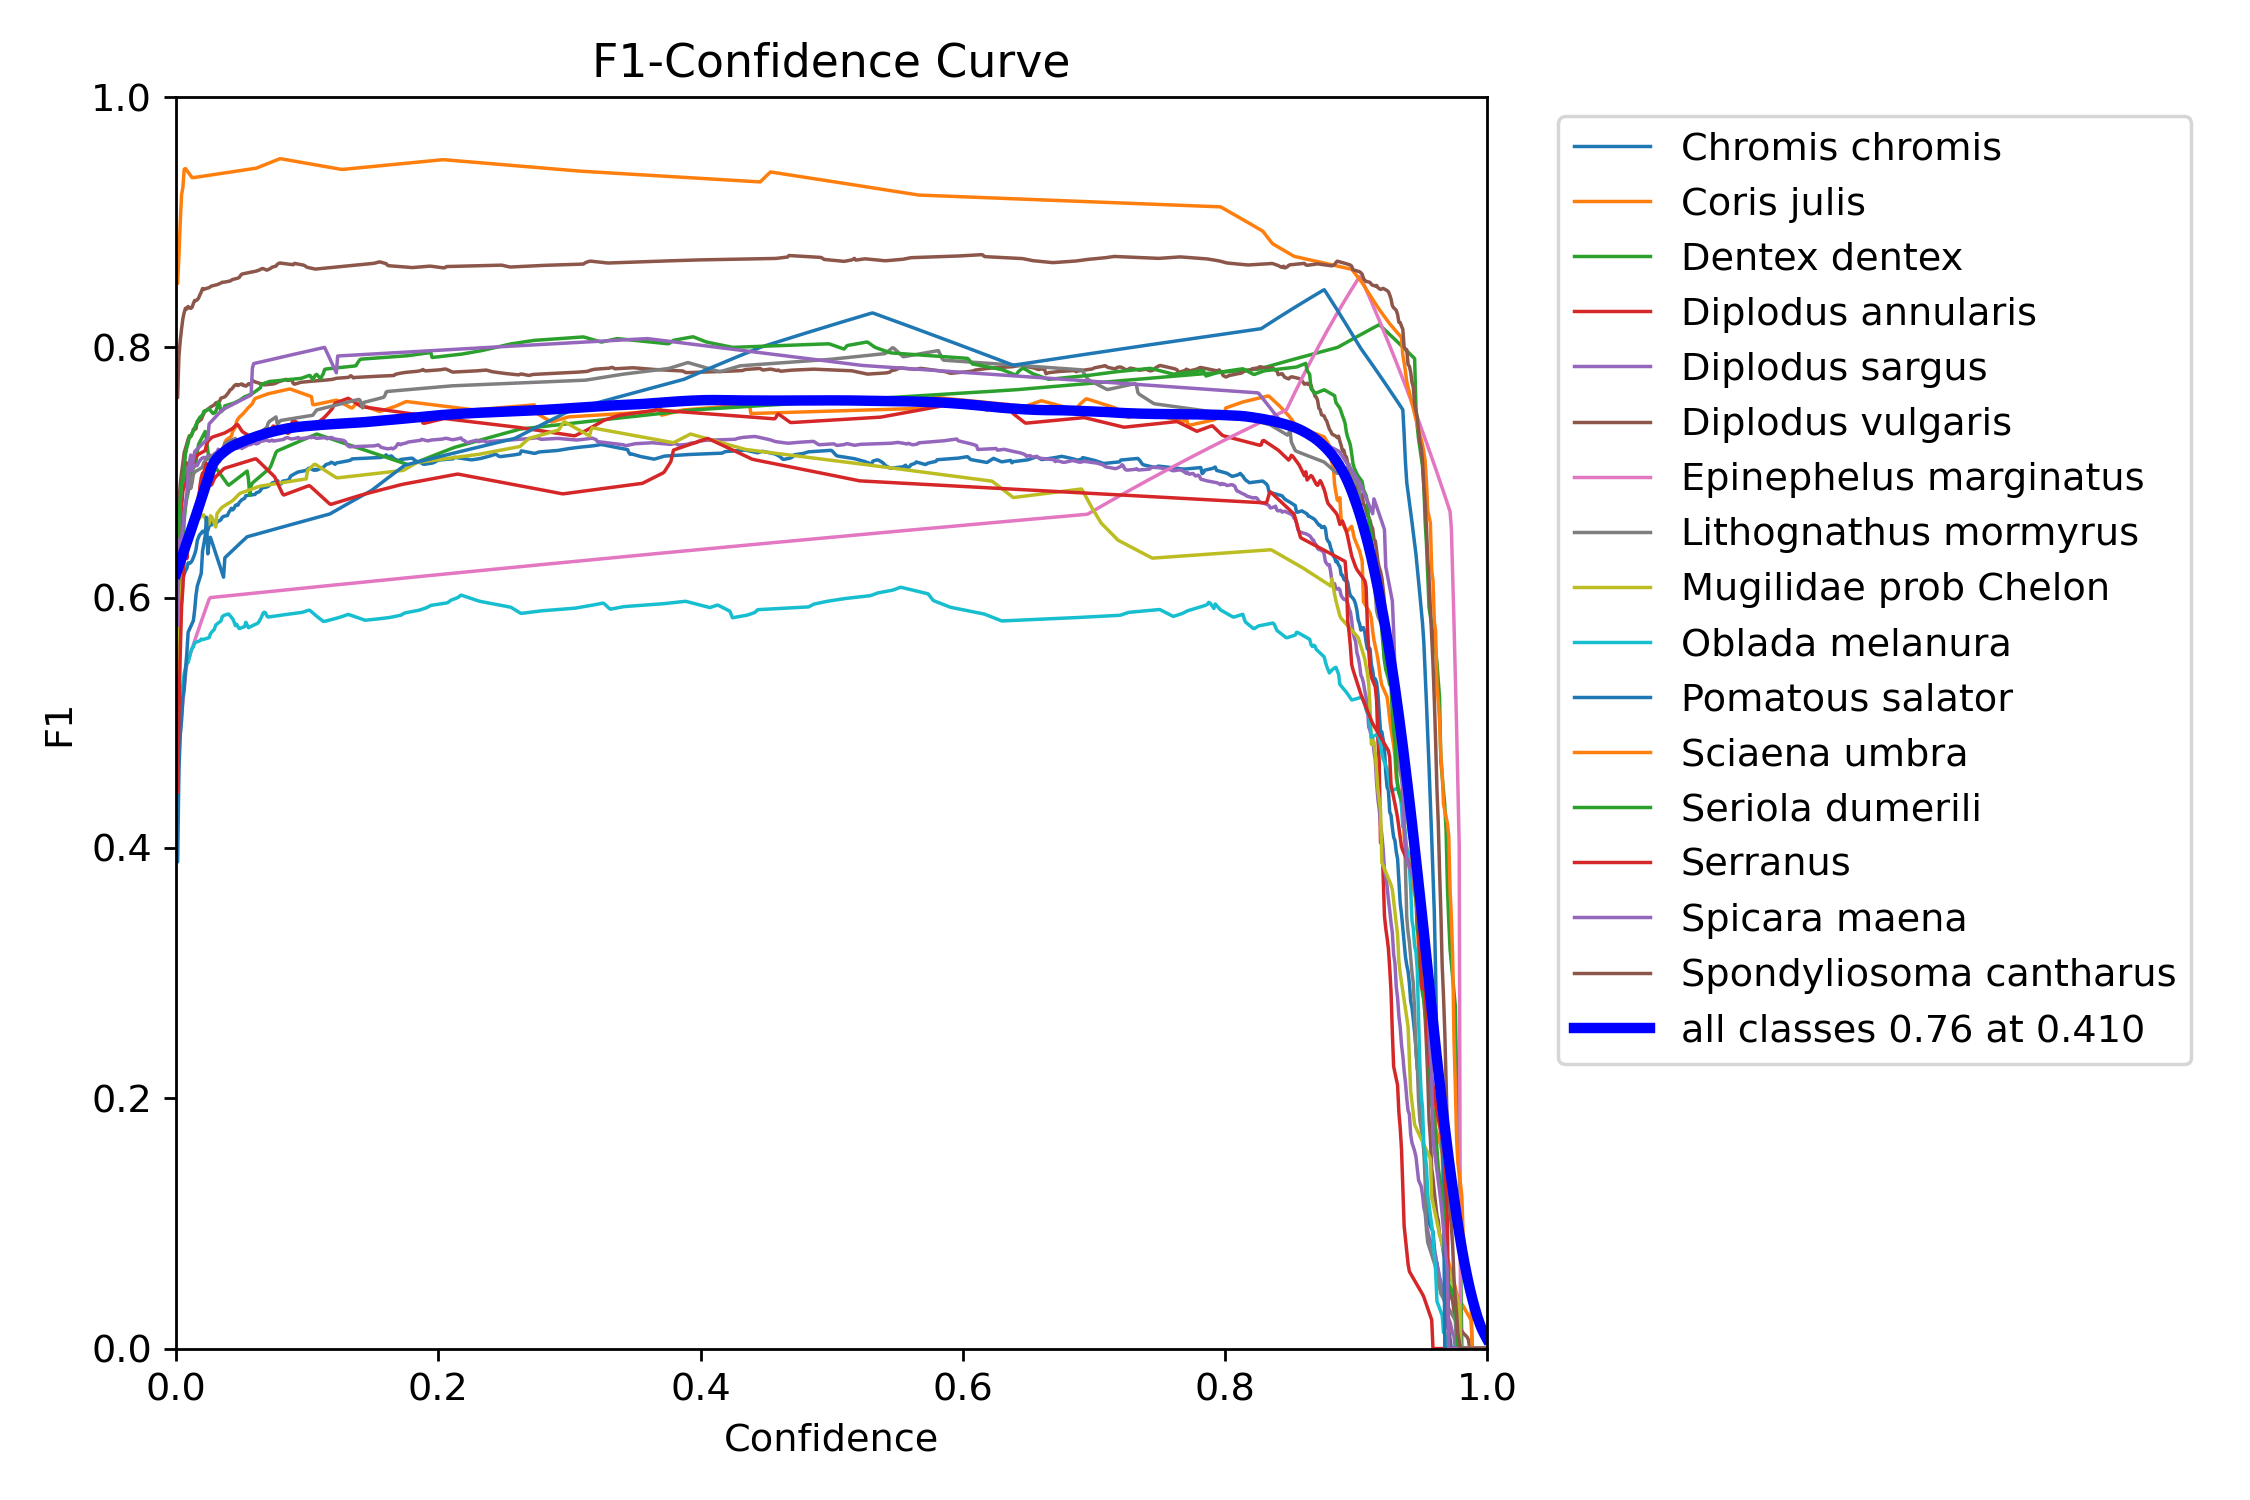 F1-Confidence Curve
1.0
0.8
0.6
0.4
0.2
0.0
F1
0.0 0.2 0.4 0.6 0.8 1.0
Confidence
Chromis chromis
Coris julis
Dentex dentex
Diplodus annularis
Diplodus sargus
Diplodus vulgaris
Epinephelus marginatus
Lithognathus mormyrus
Mugilidae prob Chelon
Oblada melanura
Pomatous salator
Sciaena umbra
Seriola dumerili
Serranus
Spicara maena
Spondyliosoma cantharus
all classes 0.76 at 0.410